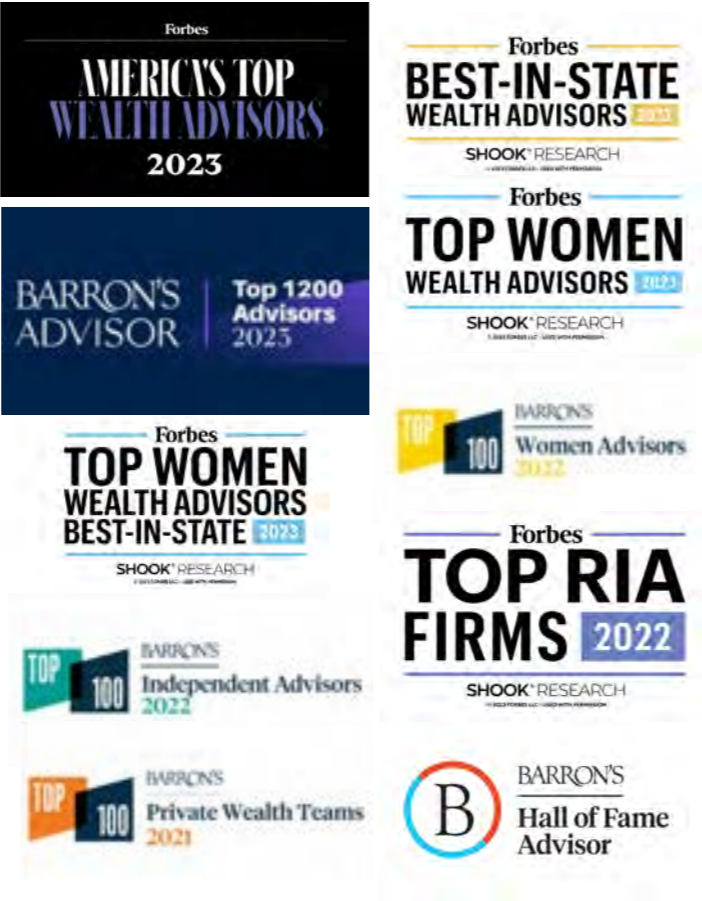 Forbes
AMERICA'S TOP
WEALTH ADVISORS
2023
Forbes
BEST-IN-STATE
WEALTH ADVISORS 2023
SHOOK RESEARCH
BARRON'S
ADVISOR
Top 1200
Advisors
2023
Forbes
TOP WOMEN
WEALTH ADVISORS 2023
SHOOK RESEARCH
TOP 100
BARRON'S
Women Advisors
2022
Forbes
TOP WOMEN
WEALTH ADVISORS
BEST-IN-STATE 2023
SHOOK RESEARCH
Forbes
TOP RIA
FIRMS 2022
SHOOK RESEARCH
TOP 100
BARRON'S
Independent Advisors
2022
TOP 100
BARRON'S
Private Wealth Teams
2021
B
BARRON'S
Hall of Fame
Advisor